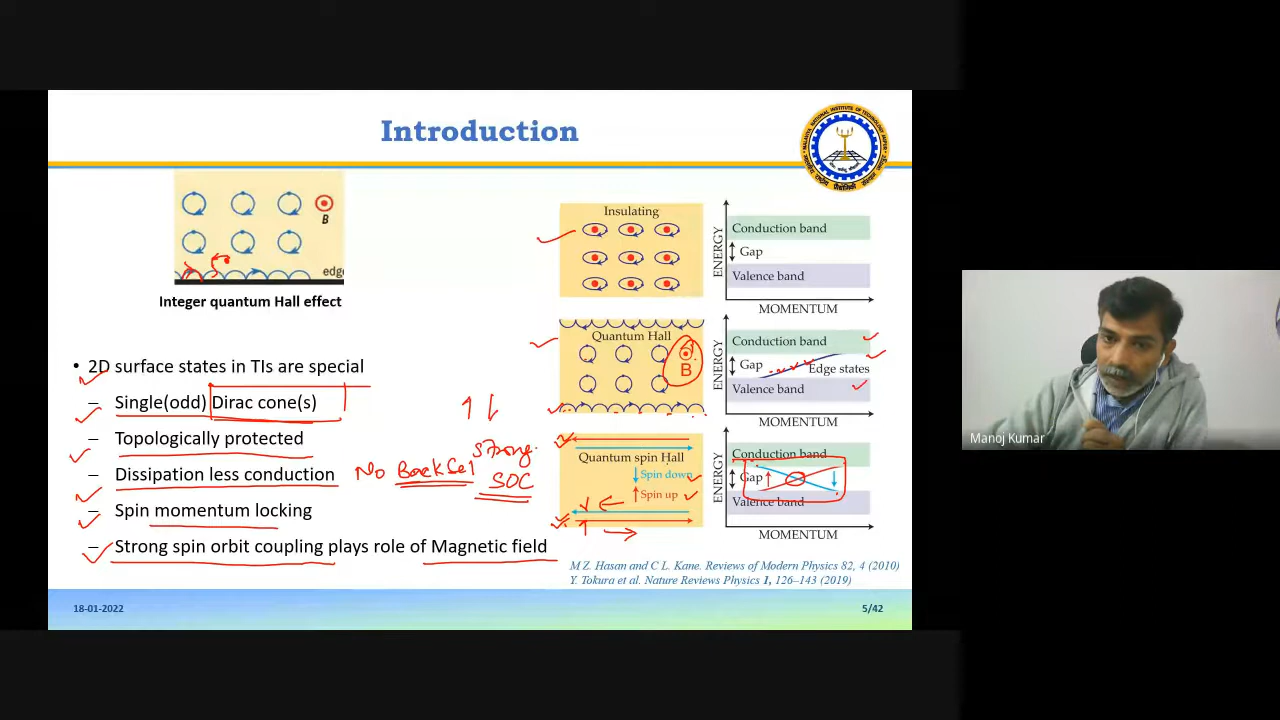 Introduction
B
edge
Integer quantum Hall effect
• 2D surface states in TIs are special
– Single(odd) Dirac cone(s)
– Topologically protected
– Dissipation less conduction
– Spin momentum locking
– Strong spin orbit coupling plays role of Magnetic field
No Back
Strong
SOC
Insulating
ENERGY
Conduction band
Gap
Valence band
MOMENTUM
Quantum Hall
B
ENERGY
Conduction band
Gap
Edge states
Valence band
MOMENTUM
Quantum spin Hall
Spin down
Spin up
ENERGY
Conduction band
Gap
Valence band
MOMENTUM
M Z. Hasan and C L. Kane. Reviews of Modern Physics 82, 4 (2010)
Y. Tokura et al. Nature Reviews Physics 1, 126–143 (2019)
18-01-2022
5/42
Manoj Kumar